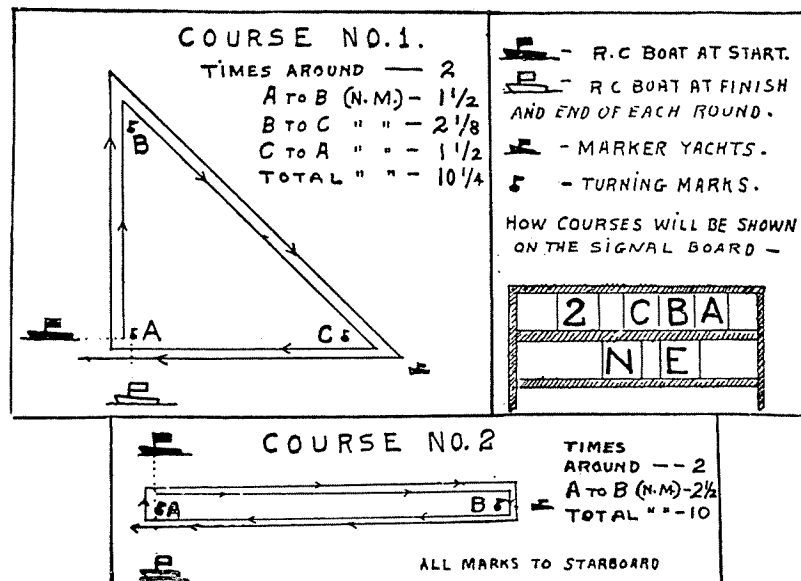 COURSE NO.1.
TIMES AROUND — 2
A TO B (N.M.) - 1 1/2
B TO C " " - 2 1/8
C TO A " " - 1 1/2
TOTAL " " - 10 1/4
B
A
C
- R.C BOAT AT START.
- RC BOAT AT FINISH
AND END OF EACH ROUND.
- MARKER YACHTS.
- TURNING MARKS.
HOW COURSES WILL BE SHOWN
ON THE SIGNAL BOARD —
2 CBA
NE
COURSE NO.2
TIMES
AROUND -- 2
A TO B (N.M.) - 2 1/2
TOTAL " " - 10
A
B
ALL MARKS TO STARBOARD